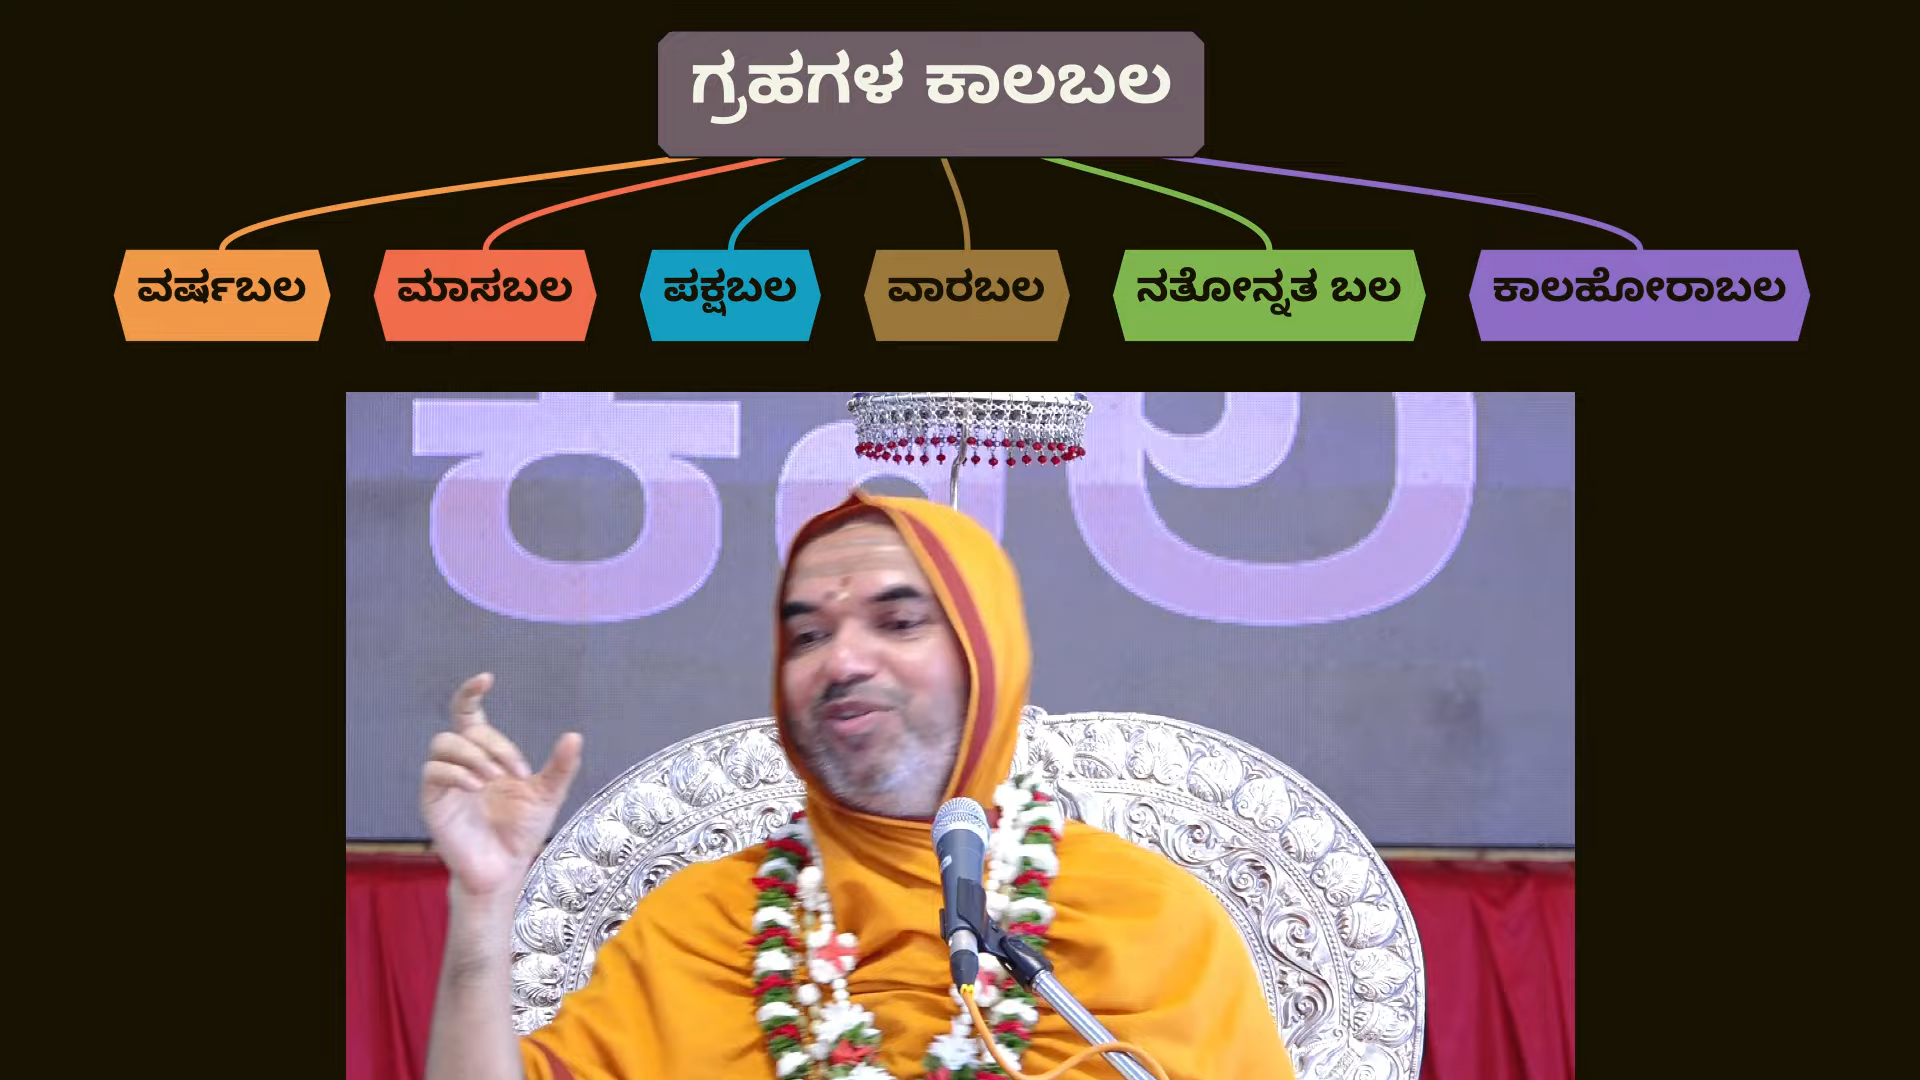 ಗ್ರಹಗಳ ಕಾಲಬಲ
ವರ್ಷಬಲ
ಮಾಸಬಲ
ಪಕ್ಷಬಲ
ವಾರಬಲ
ನತೋನ್ನತ ಬಲ
ಕಾಲಹೋರಾಬಲ